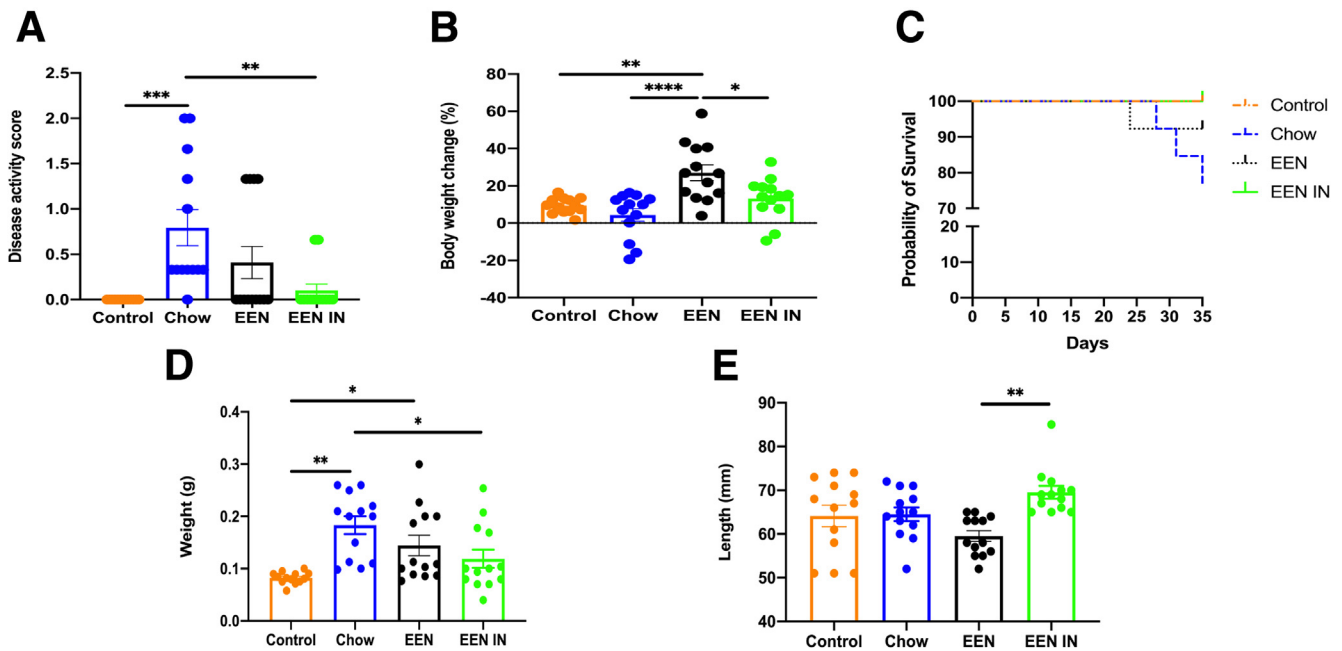 A
Disease activity score
2.5
2.0
1.5
1.0
0.5
0.0
***
**
Control Chow EEN EEN IN
B
Body weight change (%)
80
60
40
20
0
-20
-40
**
**** *
Control Chow EEN EEN IN
C
Probability of Survival
100
90
80
70
20
10
0
0 5 10 15 20 25 30 35
Days
Control
Chow
EEN
EEN IN
D
Weight (g)
0.4
0.3
0.2
0.1
0.0
*
*
**
Control Chow EEN EEN IN
E
Length (mm)
90
80
70
60
50
40
**
Control Chow EEN EEN IN